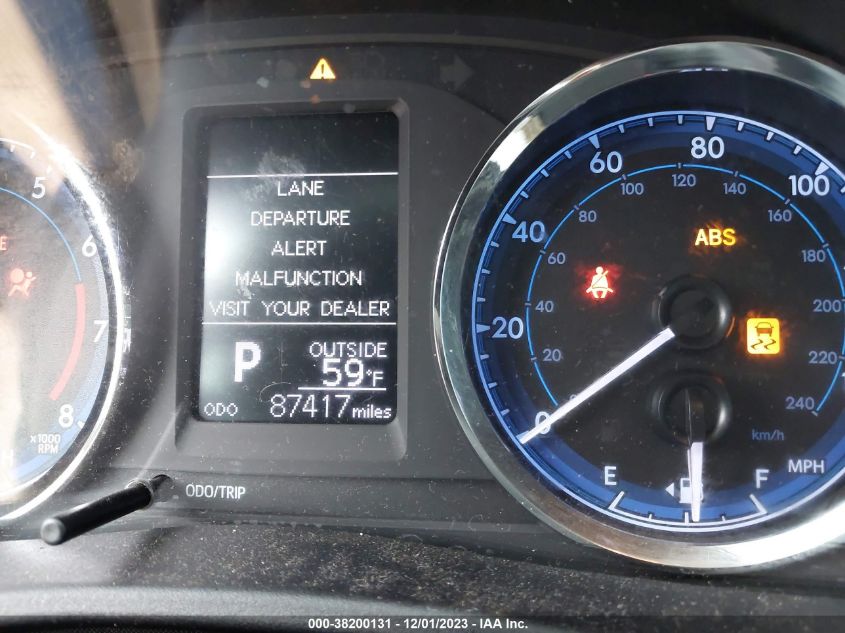 LANE
DEPARTURE
ALERT
MALFUNCTION
VISIT YOUR DEALER
P
OUTSIDE
59°F
ODO 87417 miles
ODO/TRIP
5
6
7
8
x1000
RPM
ABS
0
20
40
60
80
100
20
40
60
80
100
120
140
160
180
200
220
240
km/h
MPH
E
F
000-38200131 - 12/01/2023 - IAA Inc.